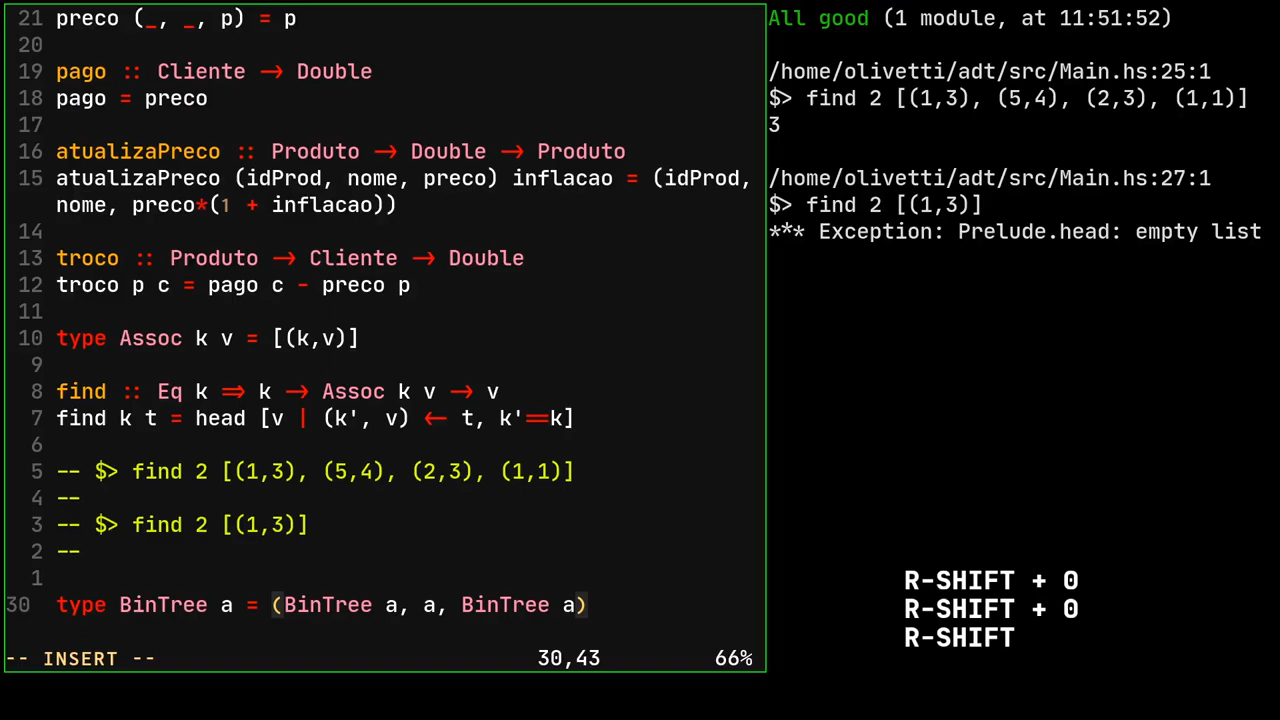 21 preco (_, _, p) = p
20
19 pago :: Cliente -> Double
18 pago = preco
17
16 atualizaPreco :: Produto -> Double -> Produto
15 atualizaPreco (idProd, nome, preco) inflacao = (idProd,
nome, preco*(1 + inflacao))
14
13 troco :: Produto -> Cliente -> Double
12 troco p c = pago c - preco p
11
10 type Assoc k v = [(k,v)]
9
8 find :: Eq k => k -> Assoc k v -> v
7 find k t = head [v | (k', v) <- t, k'==k]
6
5 -- $> find 2 [(1,3), (5,4), (2,3), (1,1)]
4 --
3 -- $> find 2 [(1,3)]
2 --
1
30 type BinTree a = (BinTree a, a, BinTree a)
-- INSERT -- 30,43 66%
All good (1 module, at 11:51:52)
/home/olivetti/adt/src/Main.hs:25:1
$> find 2 [(1,3), (5,4), (2,3), (1,1)]
3
/home/olivetti/adt/src/Main.hs:27:1
$> find 2 [(1,3)]
*** Exception: Prelude.head: empty list
R-SHIFT + 0
R-SHIFT + 0
R-SHIFT